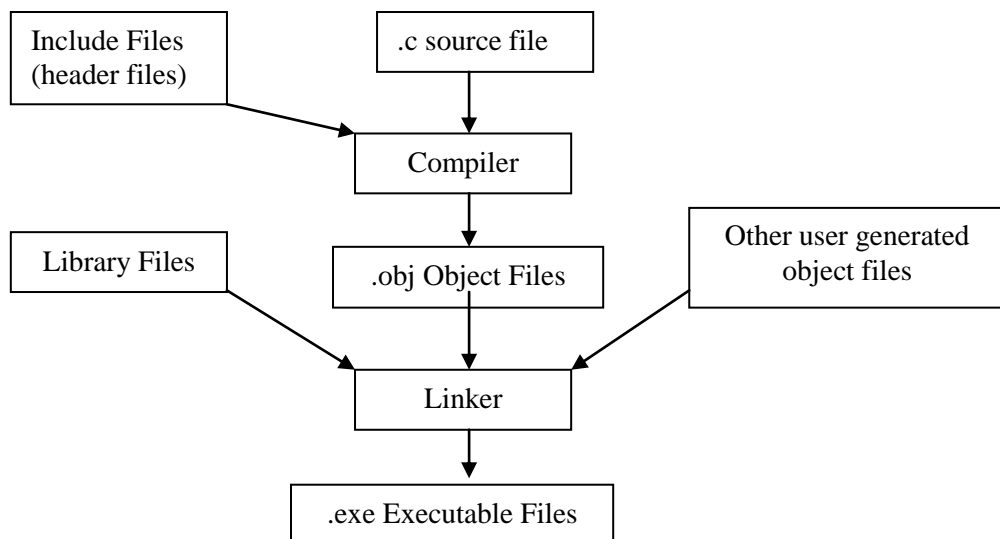 Include Files
(header files)
.c source file
Compiler
Library Files
.obj Object Files
Other user generated
object files
Linker
.exe Executable Files